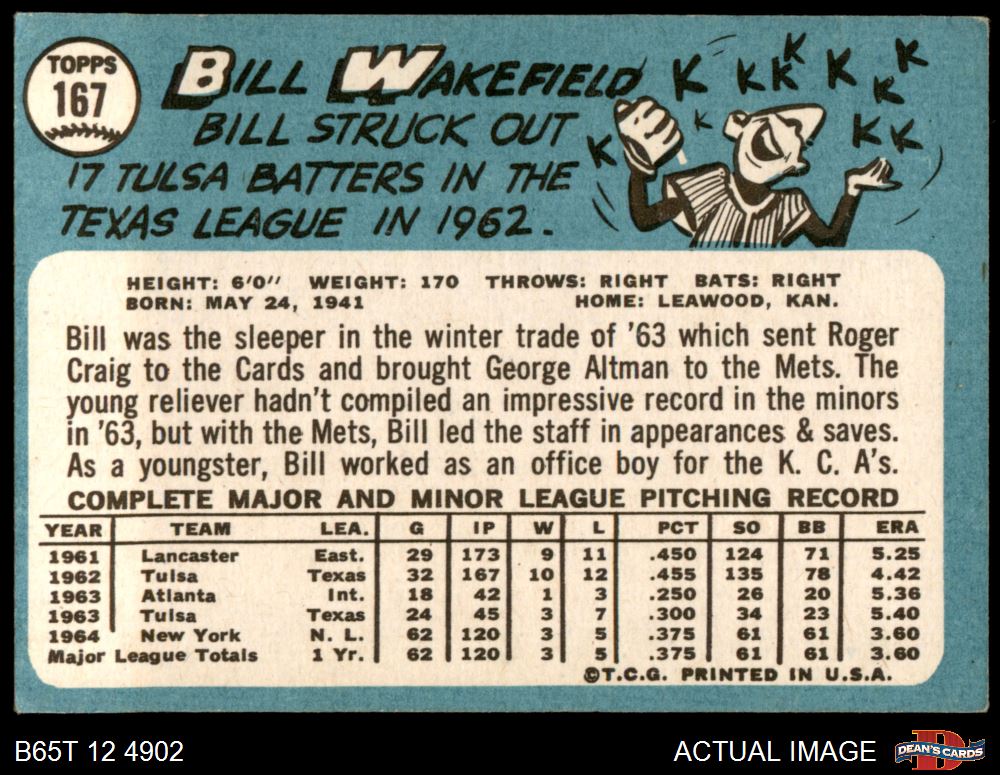 TOPPS
167
BILL WAKEFIELD
BILL STRUCK OUT
17 TULSA BATTERS IN THE
TEXAS LEAGUE IN 1962.
K K K K K K K K K K K
HEIGHT: 6'0" WEIGHT: 170 THROWS: RIGHT BATS: RIGHT
BORN: MAY 24, 1941 HOME: LEAWOOD, KAN.
Bill was the sleeper in the winter trade of '63 which sent Roger
Craig to the Cards and brought George Altman to the Mets. The
young reliever hadn't compiled an impressive record in the minors
in '63, but with the Mets, Bill led the staff in appearances & saves.
As a youngster, Bill worked as an office boy for the K. C. A's.
COMPLETE MAJOR AND MINOR LEAGUE PITCHING RECORD
YEAR TEAM LEA. G IP W L PCT SO BB ERA
1961 Lancaster East. 29 173 9 11 .450 124 71 5.25
1962 Tulsa Texas 32 167 10 12 .455 135 78 4.42
1963 Atlanta Int. 18 42 1 3 .250 26 20 5.36
1963 Tulsa Texas 24 45 3 7 .300 34 23 5.40
1964 New York N. L. 62 120 3 5 .375 61 61 3.60
Major League Totals 1 Yr. 62 120 3 5 .375 61 61 3.60
©T.C.G. PRINTED IN U.S.A.
B65T 12 4902 ACTUAL IMAGE
D
DEAN'S CARDS